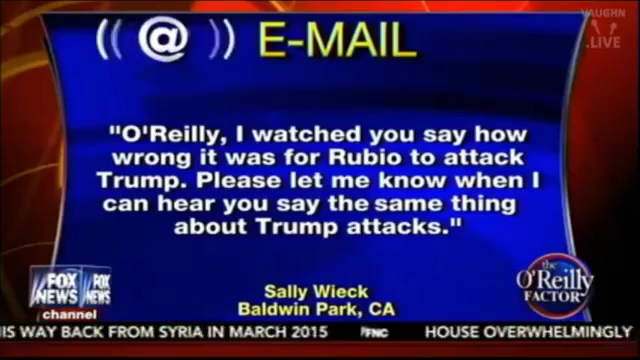 VAUGHN
.LIVE
@ E-MAIL
"O'Reilly, I watched you say how
wrong it was for Rubio to attack
Trump. Please let me know when I
can hear you say the same thing
about Trump attacks."
Sally Wieck
Baldwin Park, CA
FOX
NEWS
FOX
NEWS
channel
the
O'Reilly
FACTOR
IS WAY BACK FROM SYRIA IN MARCH 2015 FNC HOUSE OVERWHELMINGLY